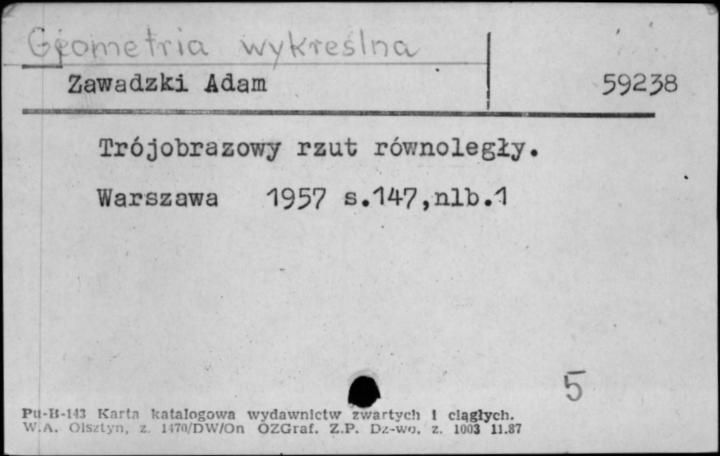 Geometria wykreślna
Zawadzki Adam 59238
Trójobrazowy rzut równoległy.
Warszawa 1957 s.147,nlb.1
5
Pu-B-143 Karta katalogowa wydawnictw zwartych i ciągłych.
W.A. Olsztyn, z. 1470/DW/On OZGraf. Z.P. Dz-wo, z. 1003 11.87